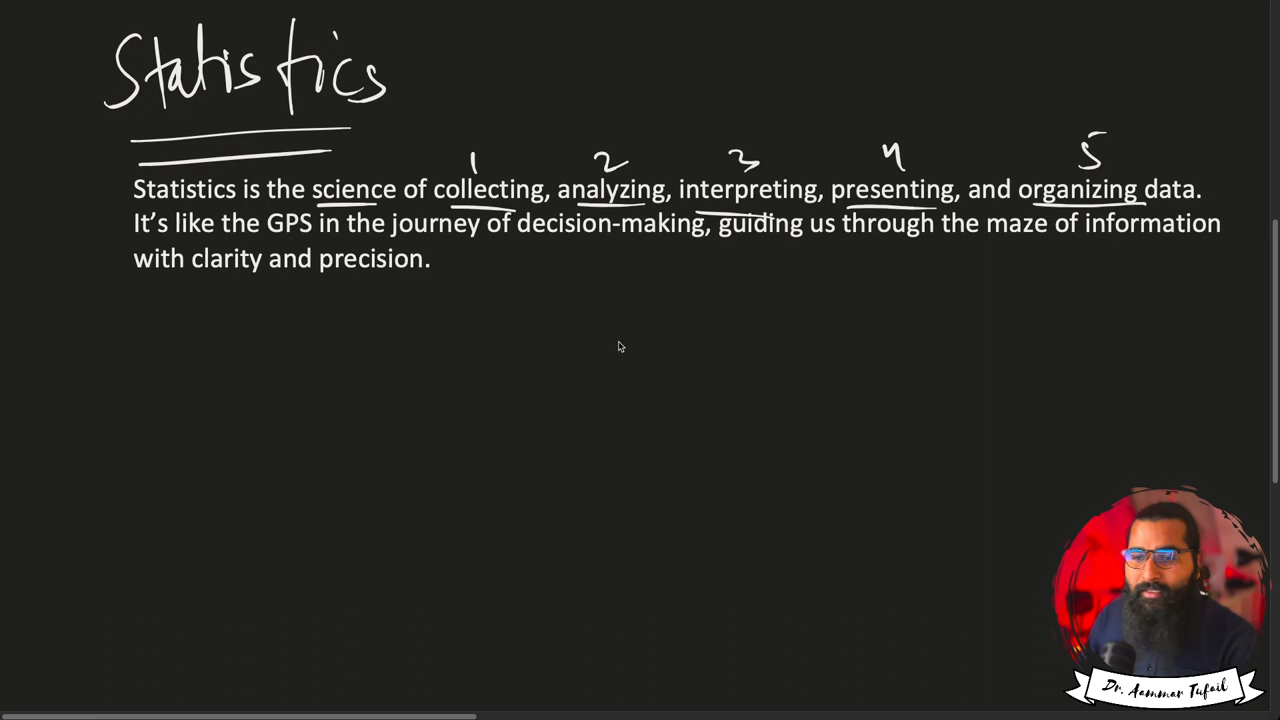 Statistics
1 2 3 4 5
Statistics is the science of collecting, analyzing, interpreting, presenting, and organizing data.
It’s like the GPS in the journey of decision-making, guiding us through the maze of information
with clarity and precision.
Dr. Aammar Tufail